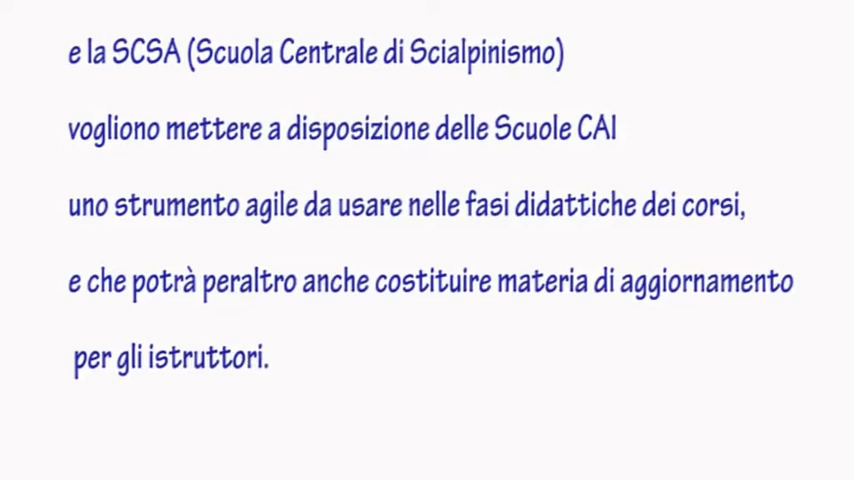 e la SCSA (Scuola Centrale di Scialpinismo)
vogliono mettere a disposizione delle Scuole CAI
uno strumento agile da usare nelle fasi didattiche dei corsi,
e che potrà peraltro anche costituire materia di aggiornamento
per gli istruttori.